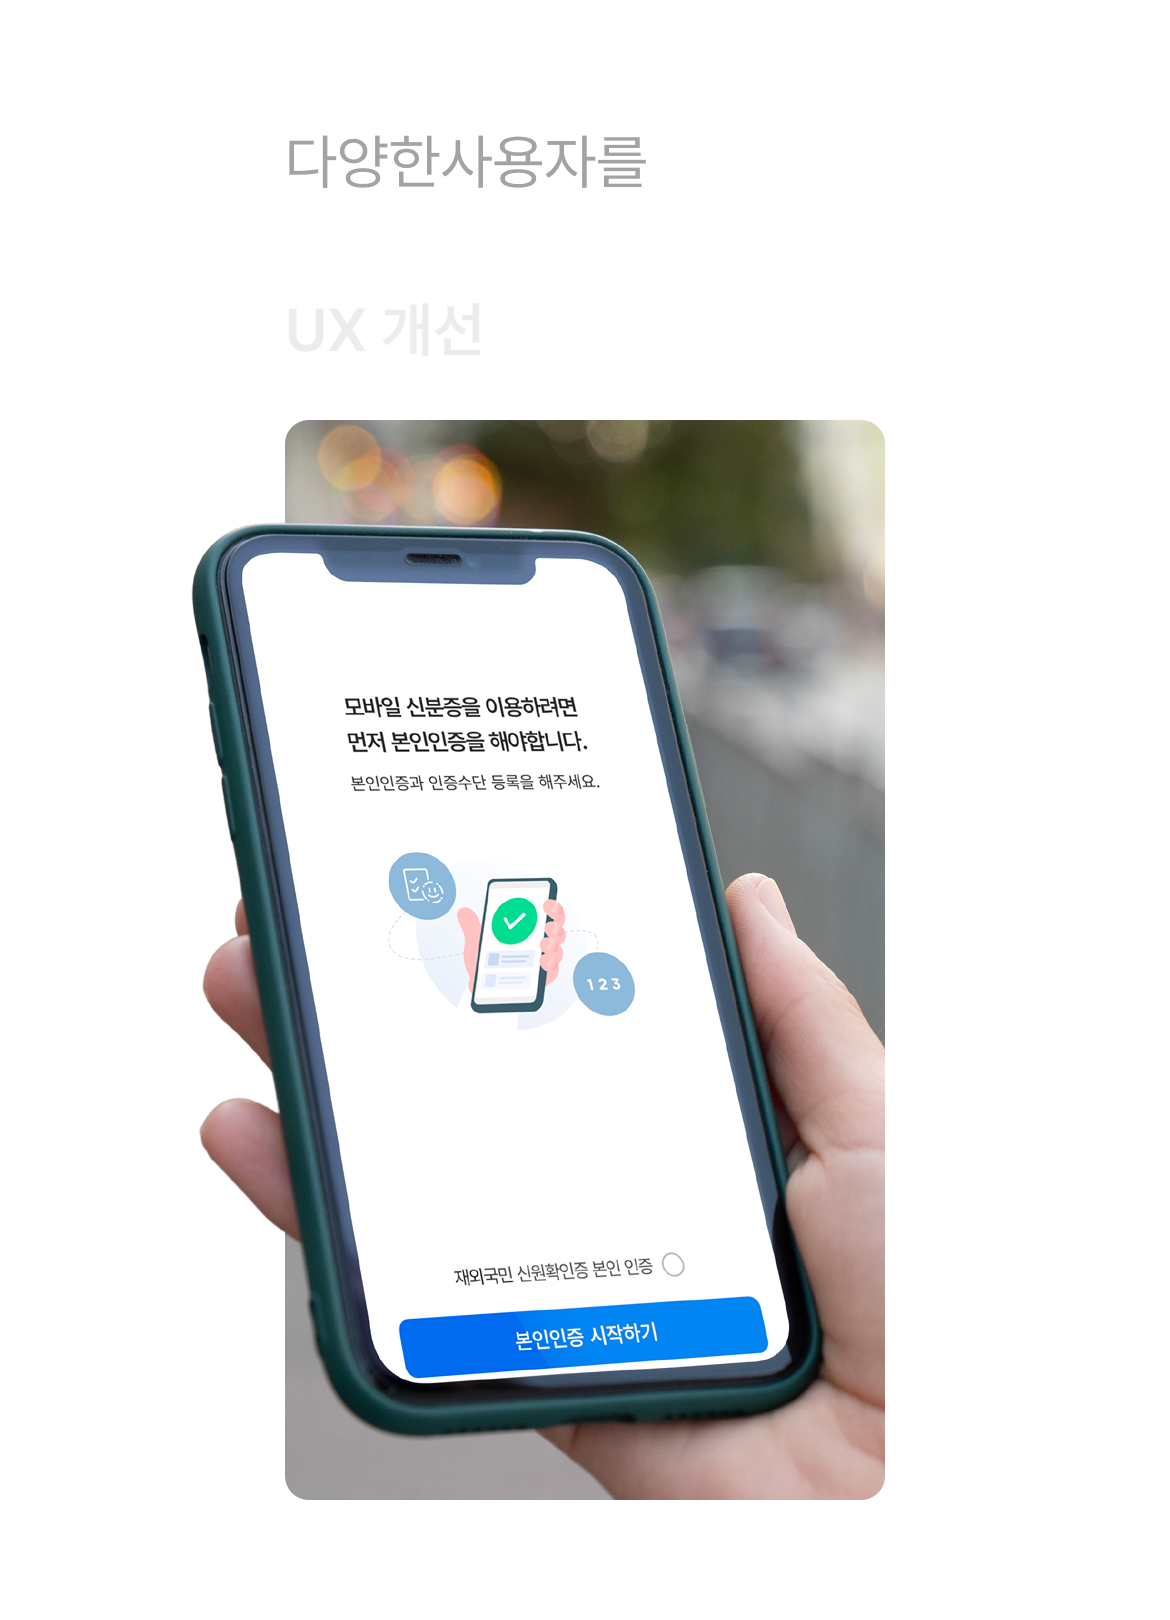 다양한사용자를
UX 개선
모바일 신분증을 이용하려면
먼저 본인인증을 해야합니다.
본인인증과 인증수단 등록을 해주세요.
123
재외국민 신원확인증 본인 인증
본인인증 시작하기